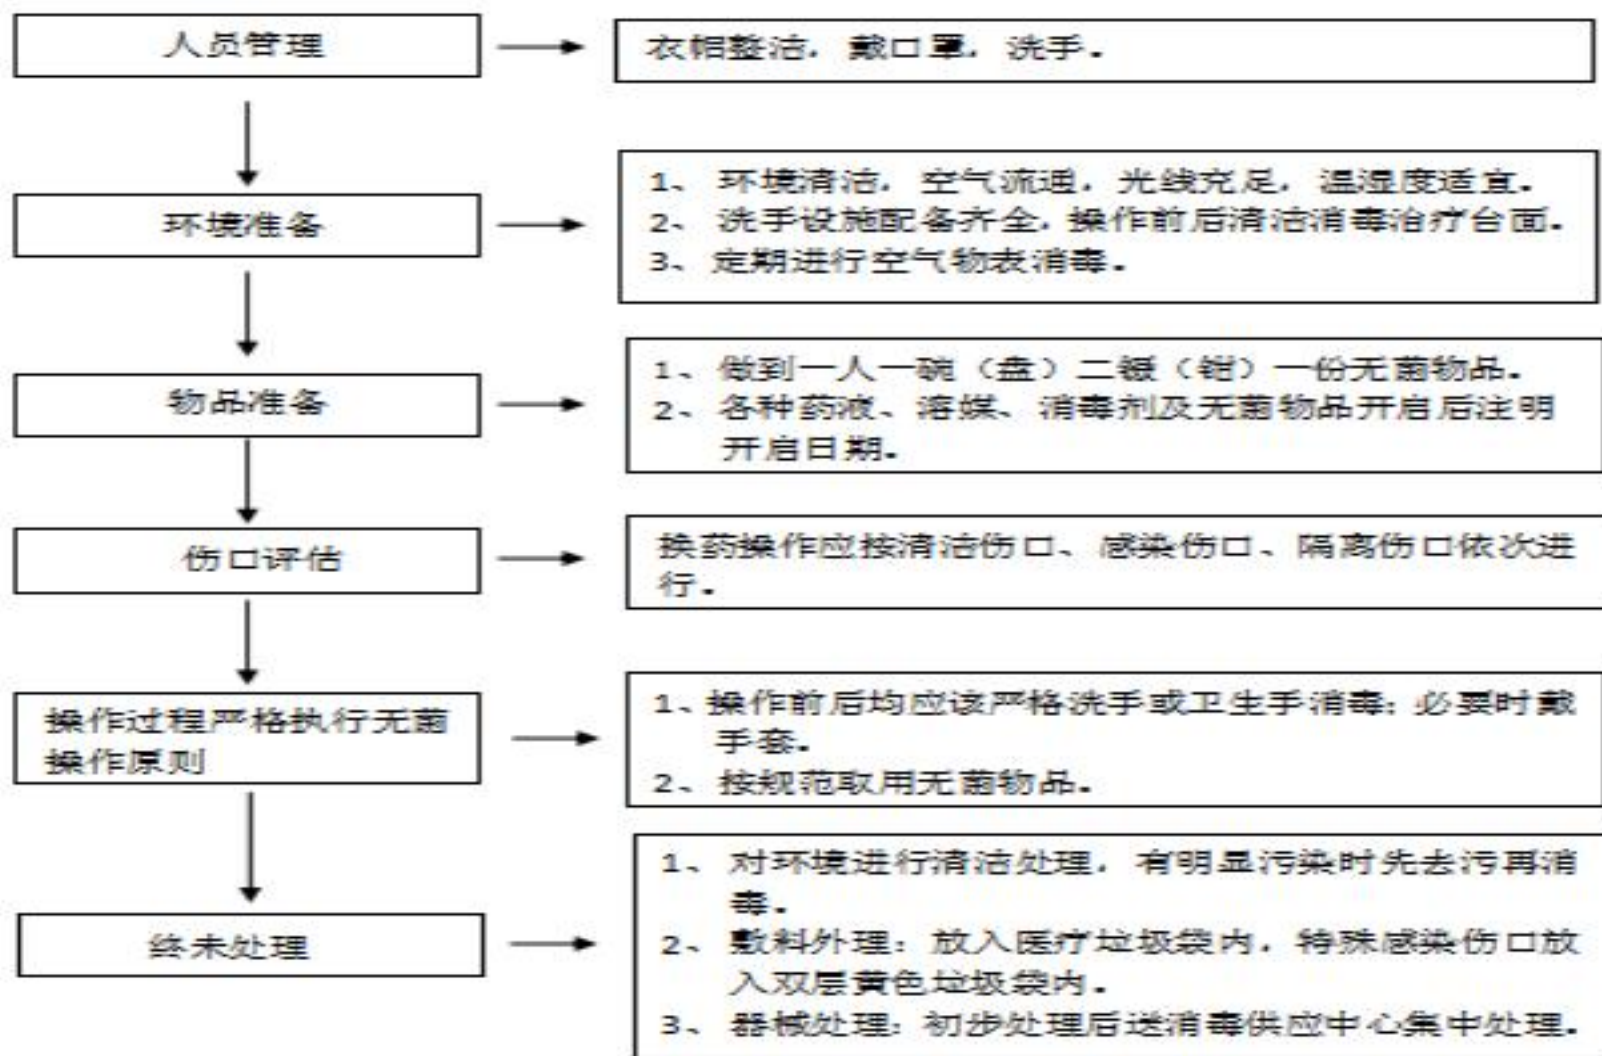 人员管理
衣帽整洁，戴口罩，洗手。
环境准备
1、环境清洁，空气流通，光线充足，温湿度适宜。
2、洗手设施配备齐全，操作前后清洁消毒治疗台面。
3、定期进行空气物表消毒。
物品准备
1、做到一人一碗（盘）二镊（钳）一份无菌物品。
2、各种药液、溶媒、消毒剂及无菌物品开启后注明
开启日期。
伤口评估
换药操作应按清洁伤口、感染伤口、隔离伤口依次进
行。
操作过程严格执行无菌
操作原则
1、操作前后均应该严格洗手或卫生手消毒；必要时戴
手套。
2、按规范取用无菌物品。
终未处理
1、对环境进行清洁处理，有明显污染时先去污再消
毒。
2、敷料外理：放入医疗垃圾袋内，特殊感染伤口放
入双层黄色垃圾袋内。
3、器械处理：初步处理后送消毒供应中心集中处理。